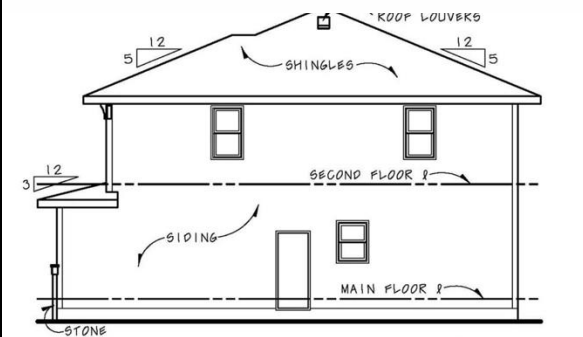 ROOF LOUVERS
12
5
12
5
SHINGLES
12
3
SECOND FLOOR ℓ
SIDING
MAIN FLOOR ℓ
STONE